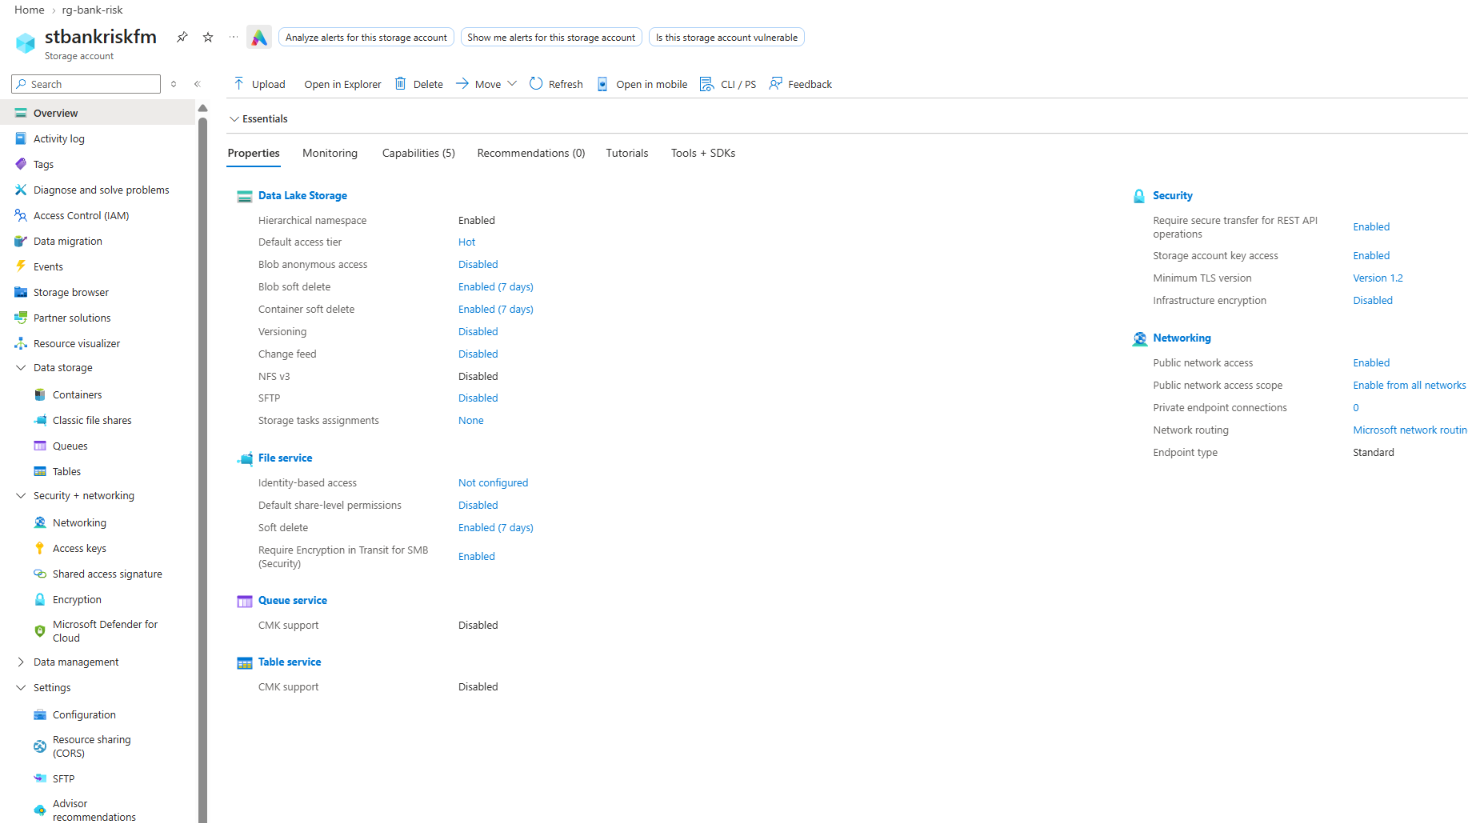 Home › rg-bank-risk
stbankriskfm
Storage account
Analyze alerts for this storage account
Show me alerts for this storage account
Is this storage account vulnerable
Search
Upload
Open in Explorer
Delete
Move
Refresh
Open in mobile
CLI / PS
Feedback
Overview
Activity log
Tags
Diagnose and solve problems
Access Control (IAM)
Data migration
Events
Storage browser
Partner solutions
Resource visualizer
Data storage
Containers
Classic file shares
Queues
Tables
Security + networking
Networking
Access keys
Shared access signature
Encryption
Microsoft Defender for
Cloud
Data management
Settings
Configuration
Resource sharing
(CORS)
SFTP
Advisor
recommendations
Essentials
Properties
Monitoring
Capabilities (5)
Recommendations (0)
Tutorials
Tools + SDKs
Data Lake Storage
Hierarchical namespace Enabled
Default access tier Hot
Blob anonymous access Disabled
Blob soft delete Enabled (7 days)
Container soft delete Enabled (7 days)
Versioning Disabled
Change feed Disabled
NFS v3 Disabled
SFTP Disabled
Storage tasks assignments None
File service
Identity-based access Not configured
Default share-level permissions Disabled
Soft delete Enabled (7 days)
Require Encryption in Transit for SMB
(Security) Enabled
Queue service
CMK support Disabled
Table service
CMK support Disabled
Security
Require secure transfer for REST API
operations Enabled
Storage account key access Enabled
Minimum TLS version Version 1.2
Infrastructure encryption Disabled
Networking
Public network access Enabled
Public network access scope Enable from all networks
Private endpoint connections 0
Network routing Microsoft network routin
Endpoint type Standard